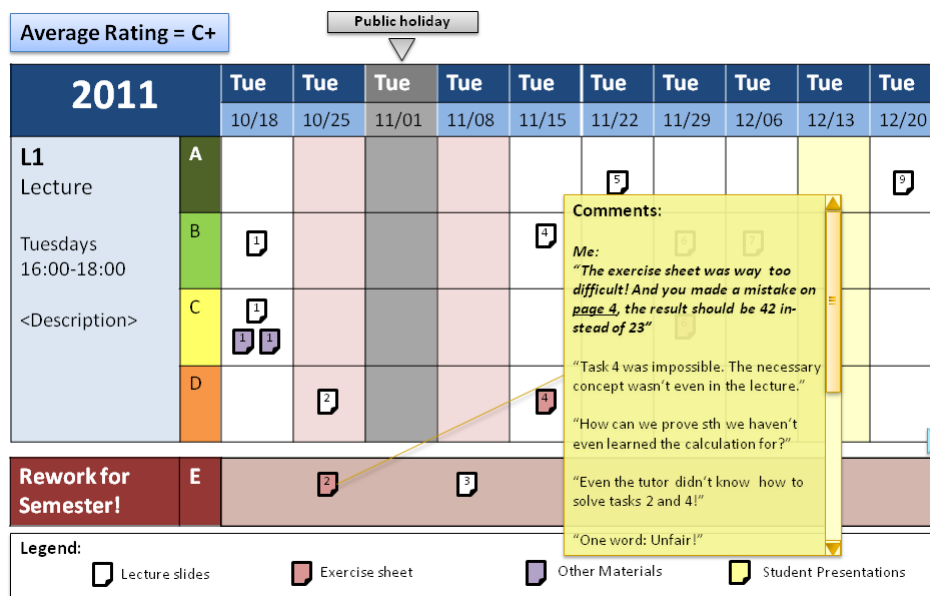 Public holiday
Average Rating = C+
2011
Tue Tue Tue Tue Tue Tue Tue Tue Tue Tue
10/18 10/25 11/01 11/08 11/15 11/22 11/29 12/06 12/13 12/20
L1
Lecture
Tuesdays
16:00-18:00
<Description>
A
5
9
B
1
4
6
7
C
1
1 1
D
2
4
Rework for
Semester!
E
2
3
Comments:
Me:
“The exercise sheet was way too
difficult! And you made a mistake on
page 4, the result should be 42 in-
stead of 23”
“Task 4 was impossible. The necessary
concept wasn’t even in the lecture.”
“How can we prove sth we haven’t
even learned the calculation for?”
“Even the tutor didn’t know how to
solve tasks 2 and 4!”
“One word: Unfair!”
Legend:
Lecture slides
Exercise sheet
Other Materials
Student Presentations